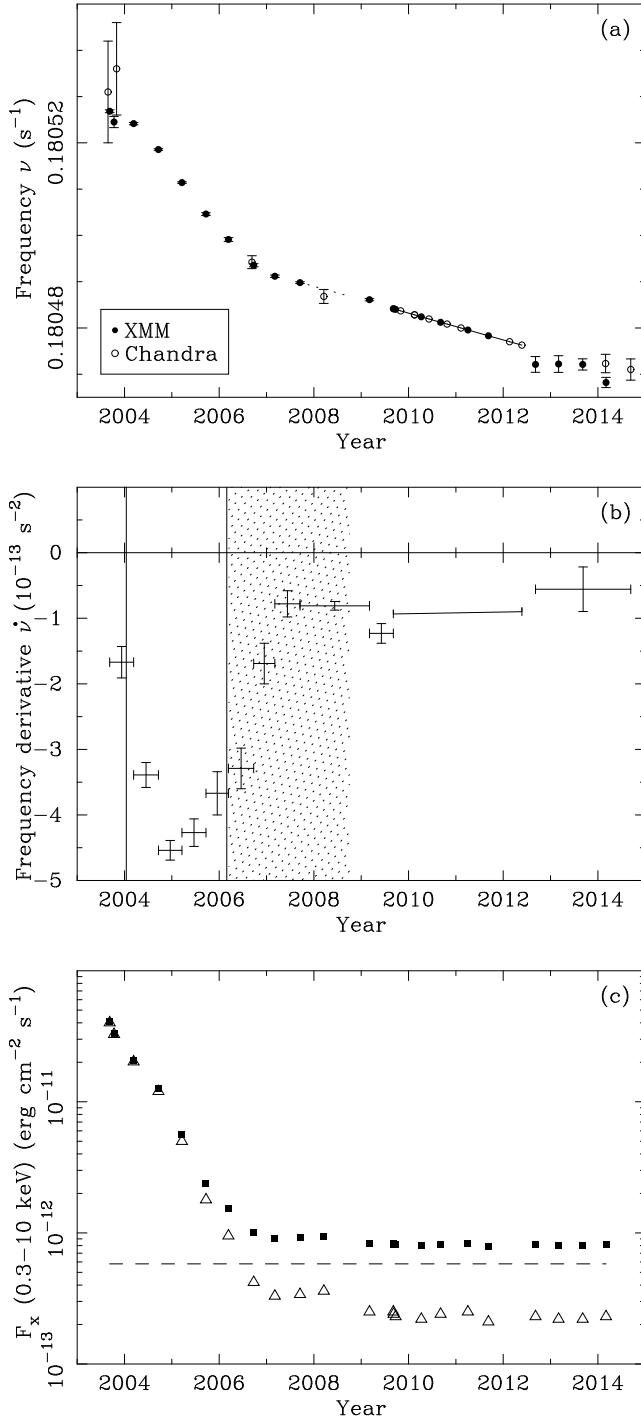 (a)
Frequency ν (s⁻¹)
0.18052
0.18048
XMM
Chandra
2004 2006 2008 2010 2012 2014
Year
(b)
Frequency derivative ν̇ (10⁻¹³ s⁻²)
0
−1
−2
−3
−4
−5
2004 2006 2008 2010 2012 2014
Year
(c)
Fₓ (0.3−10 keV) (erg cm⁻² s⁻¹)
10⁻¹¹
10⁻¹²
10⁻¹³
2004 2006 2008 2010 2012 2014
Year